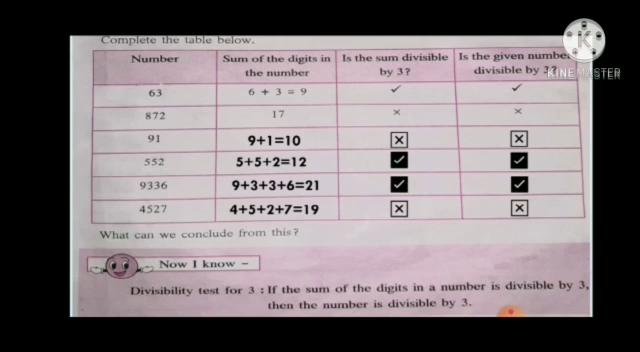 Complete the table below.
KINEMASTER
Number Sum of the digits in the number Is the sum divisible by 3? Is the given number divisible by 3?
63 6 + 3 = 9 ✓ ✓
872 17 × ×
91 9+1=10 ☒ ☒
552 5+5+2=12 ✓ ✓
9336 9+3+3+6=21 ✓ ✓
4527 4+5+2+7=19 ☒ ☒
What can we conclude from this?
Now I know –
Divisibility test for 3 : If the sum of the digits in a number is divisible by 3,
then the number is divisible by 3.